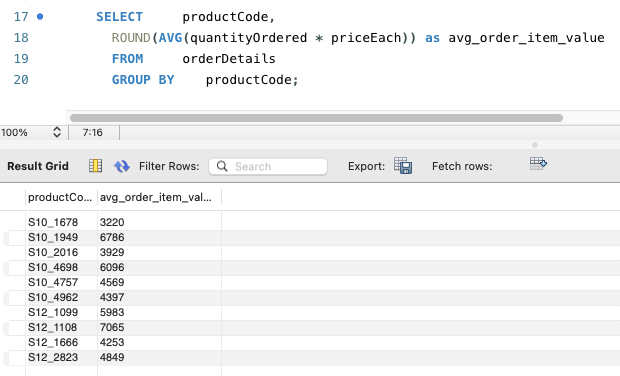 17 SELECT productCode,
18 ROUND(AVG(quantityOrdered * priceEach)) as avg_order_item_value
19 FROM orderDetails
20 GROUP BY productCode;
100% 7:16
Result Grid Filter Rows: Search Export: Fetch rows:
productCo... avg_order_item_val...
S10_1678 3220
S10_1949 6786
S10_2016 3929
S10_4698 6096
S10_4757 4569
S10_4962 4397
S12_1099 5983
S12_1108 7065
S12_1666 4253
S12_2823 4849